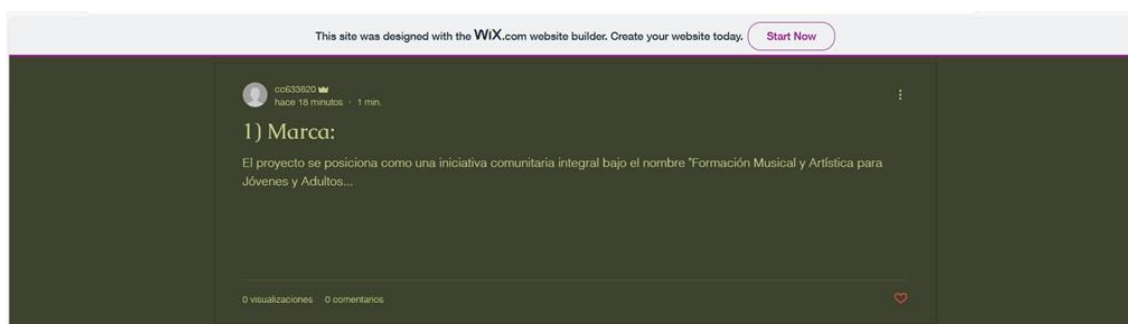 This site was designed with the WiX.com website builder. Create your website today. Start Now
cc633820
hace 18 minutos · 1 min.
1) Marca:
El proyecto se posiciona como una iniciativa comunitaria integral bajo el nombre "Formación Musical y Artística para
Jóvenes y Adultos...
0 visualizaciones 0 comentarios